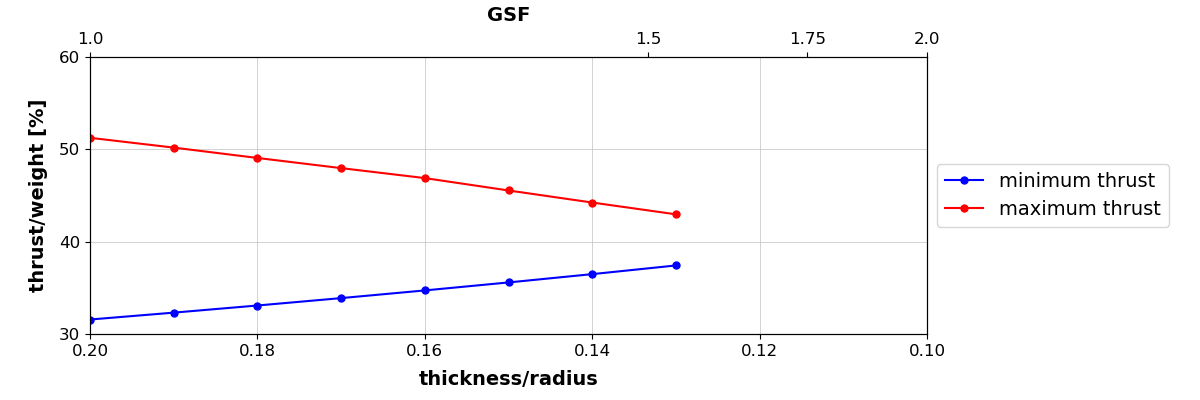 GSF
1.0 1.5 1.75 2.0
60
50
40
30
thrust/weight [%]
0.20 0.18 0.16 0.14 0.12 0.10
thickness/radius
minimum thrust
maximum thrust